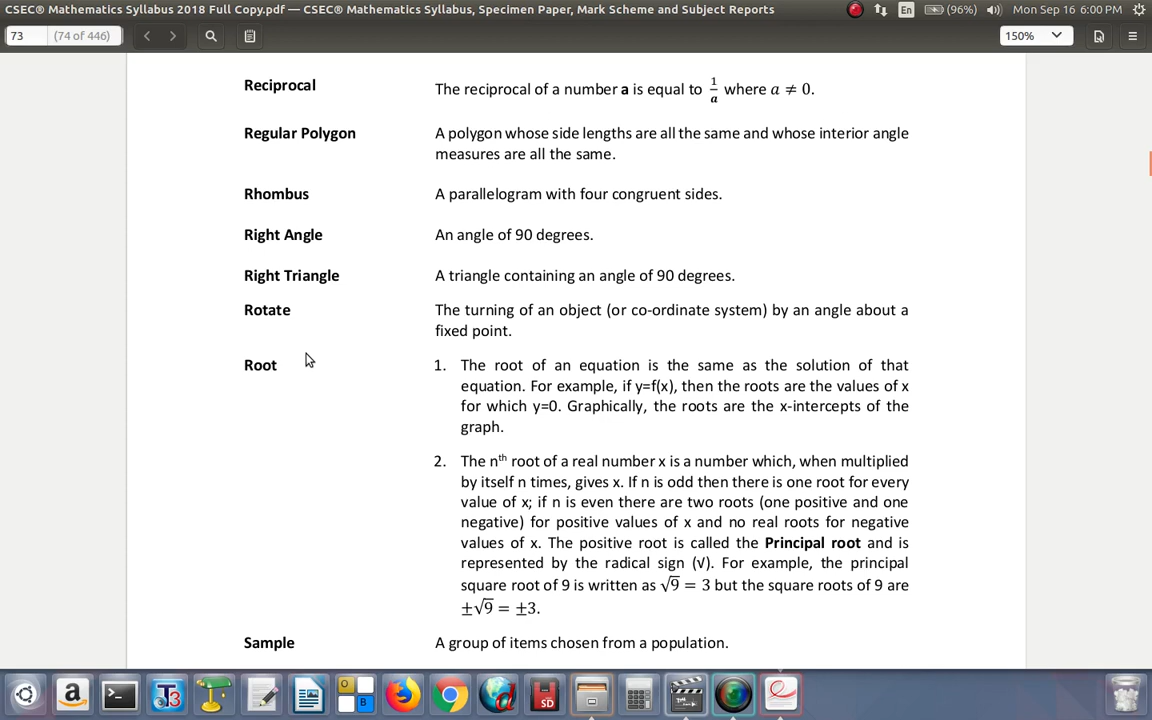 CSEC® Mathematics Syllabus 2018 Full Copy.pdf — CSEC® Mathematics Syllabus, Specimen Paper, Mark Scheme and Subject Reports En (96%) Mon Sep 16 6:00 PM
73 (74 of 446) 150%
Reciprocal The reciprocal of a number a is equal to 1/a where a ≠ 0.
Regular Polygon A polygon whose side lengths are all the same and whose interior angle
measures are all the same.
Rhombus A parallelogram with four congruent sides.
Right Angle An angle of 90 degrees.
Right Triangle A triangle containing an angle of 90 degrees.
Rotate The turning of an object (or co-ordinate system) by an angle about a
fixed point.
Root 1. The root of an equation is the same as the solution of that
equation. For example, if y=f(x), then the roots are the values of x
for which y=0. Graphically, the roots are the x-intercepts of the
graph.
2. The nth root of a real number x is a number which, when multiplied
by itself n times, gives x. If n is odd then there is one root for every
value of x; if n is even there are two roots (one positive and one
negative) for positive values of x and no real roots for negative
values of x. The positive root is called the Principal root and is
represented by the radical sign (√). For example, the principal
square root of 9 is written as √9 = 3 but the square roots of 9 are
±√9 = ±3.
Sample A group of items chosen from a population.
a T3 O B d SD